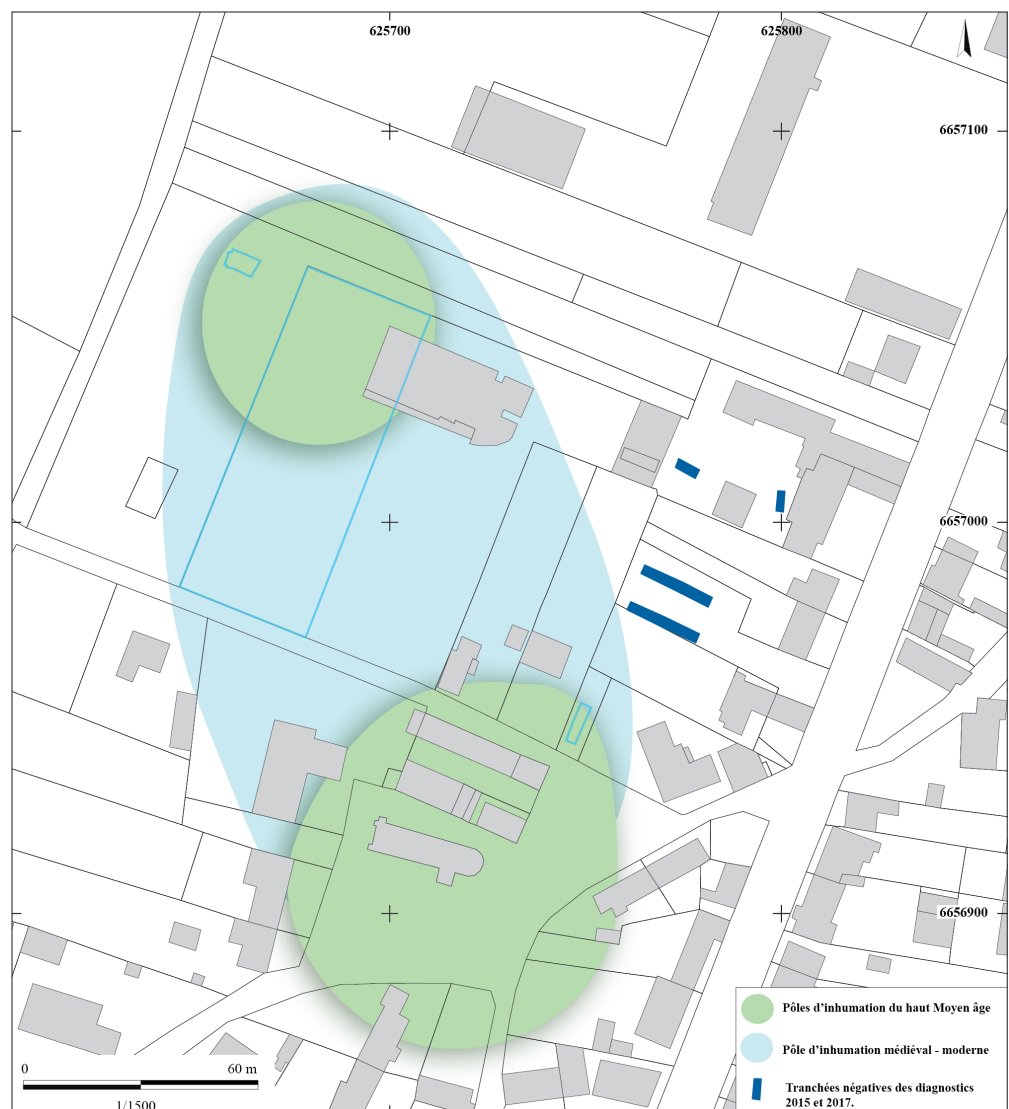 625700
625800
6657100
6657000
6656900
Pôles d'inhumation du haut Moyen âge
Pôle d'inhumation médiéval - moderne
Tranchées négatives des diagnostics
2015 et 2017.
0
60 m
1/1500